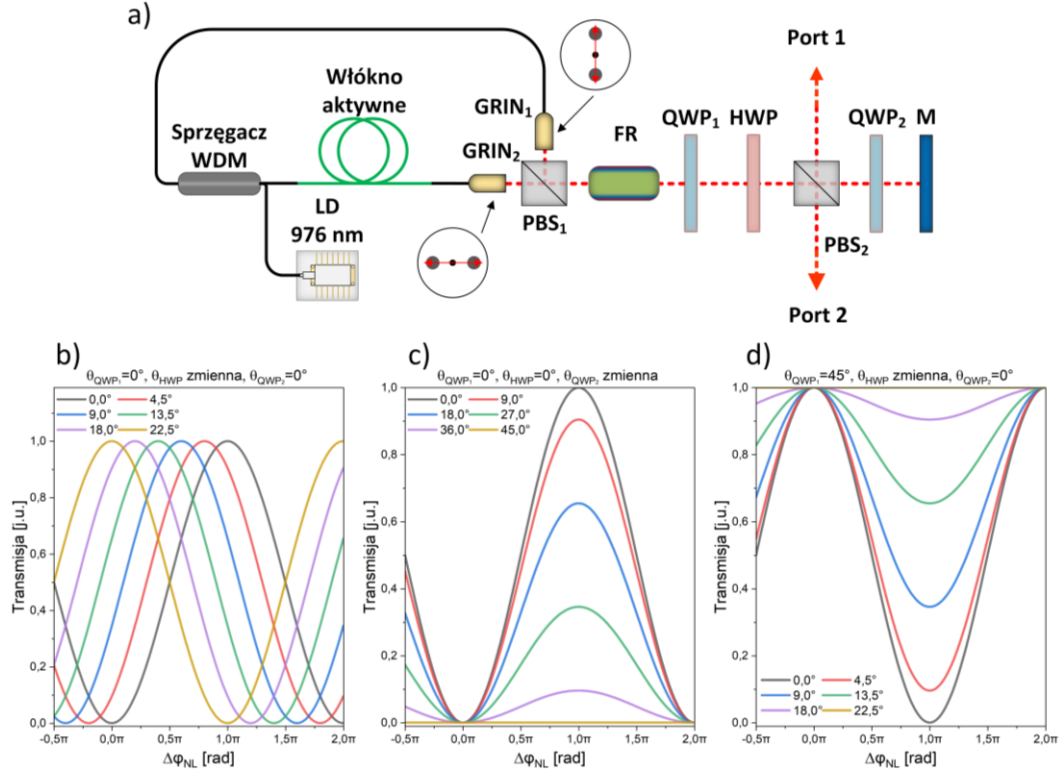 a)
Port 1
Włókno
aktywne
GRIN₁
FR
QWP₁ HWP
QWP₂ M
Sprzęgacz
WDM
GRIN₂
LD
976 nm
PBS₁
PBS₂
Port 2
b)
θQWP₁=0°, θHWP zmienna, θQWP₂=0°
0,0° 4,5°
9,0° 13,5°
18,0° 22,5°
Transmisja [j.u.]
1,0
0,8
0,6
0,4
0,2
0,0
-0,5π 0,0π 0,5π 1,0π 1,5π 2,0π
ΔφNL [rad]
c)
θQWP₁=0°, θHWP=0°, θQWP₂ zmienna
0,0° 9,0°
18,0° 27,0°
36,0° 45,0°
Transmisja [j.u.]
1,0
0,8
0,6
0,4
0,2
0,0
-0,5π 0,0π 0,5π 1,0π 1,5π 2,0π
ΔφNL [rad]
d)
θQWP₁=45°, θHWP zmienna, θQWP₂=0°
Transmisja [j.u.]
1,0
0,8
0,6
0,4
0,2
0,0
0,0° 4,5°
9,0° 13,5°
18,0° 22,5°
-0,5π 0,0π 0,5π 1,0π 1,5π 2,0π
ΔφNL [rad]